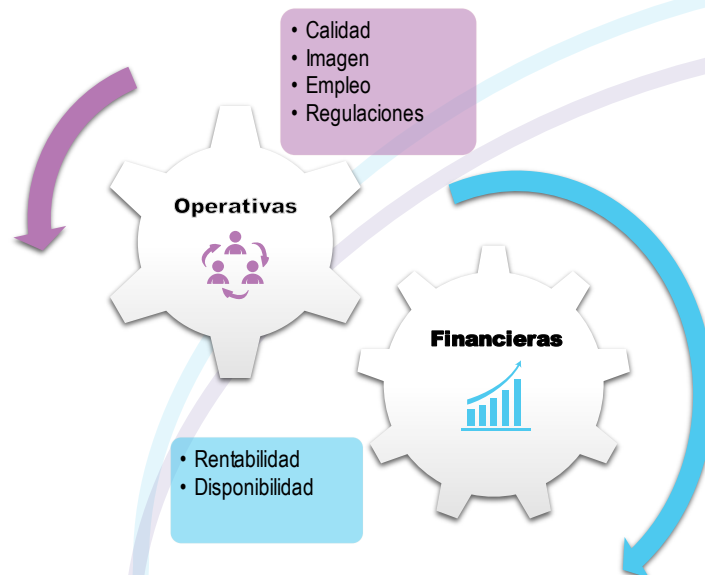 • Calidad
• Imagen
• Empleo
• Regulaciones
Operativas
Financieras
• Rentabilidad
• Disponibilidad